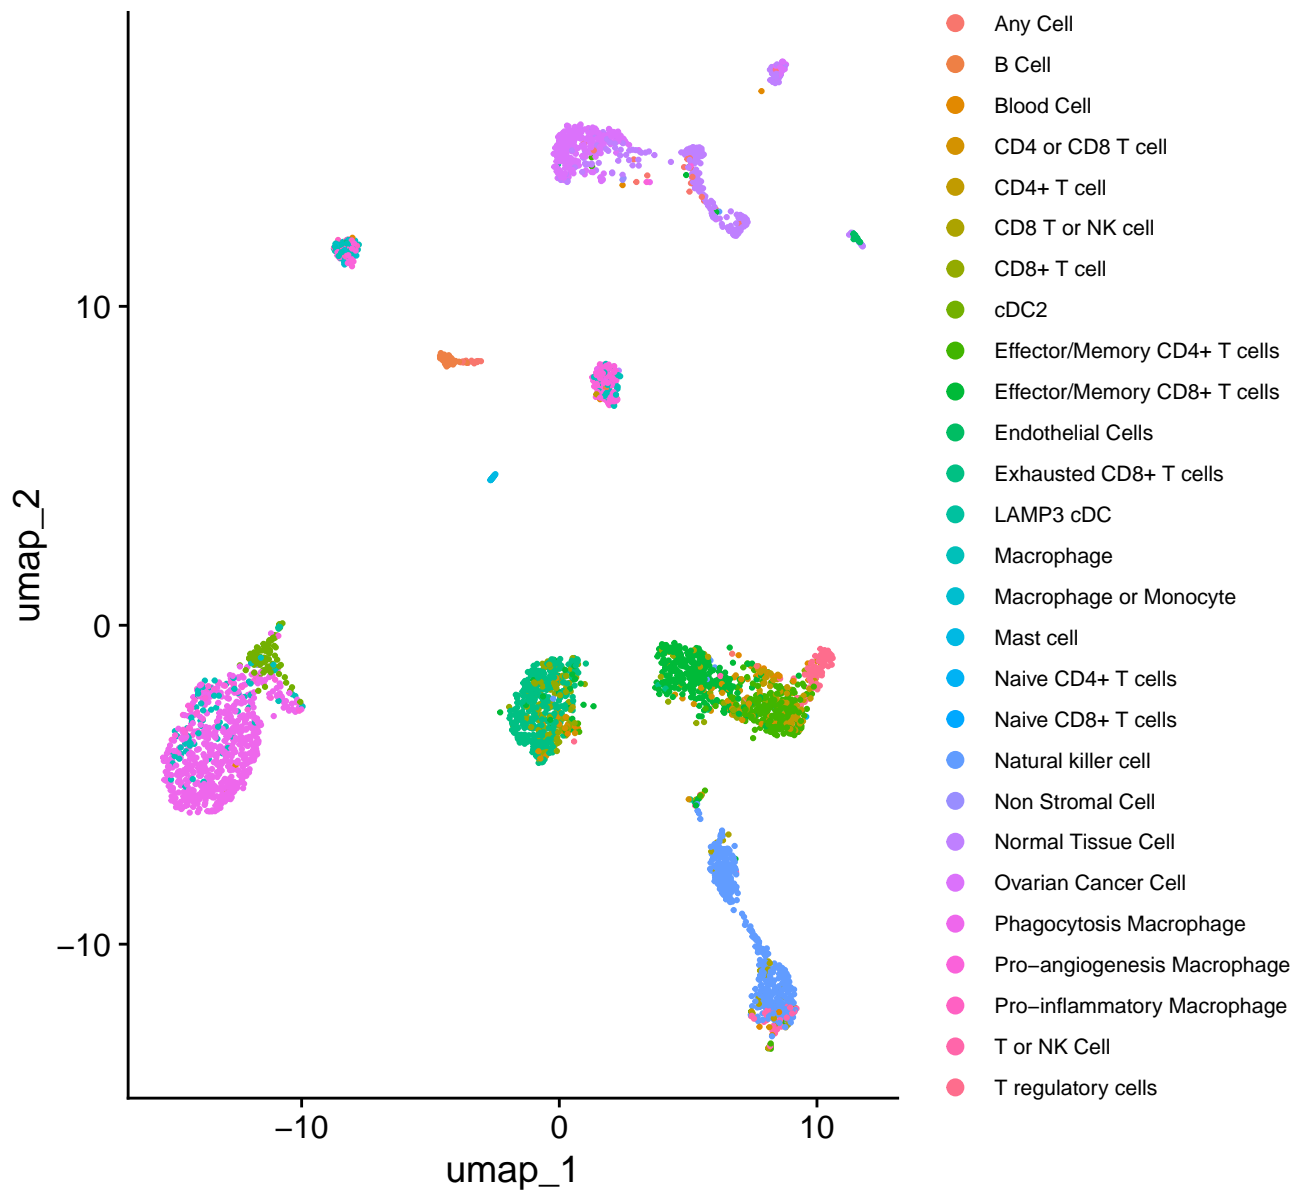 Any Cell
B Cell
Blood Cell
CD4 or CD8 T cell
CD4+ T cell
CD8 T or NK cell
CD8+ T cell
cDC2
Effector/Memory CD4+ T cells
Effector/Memory CD8+ T cells
Endothelial Cells
Exhausted CD8+ T cells
LAMP3 cDC
Macrophage
Macrophage or Monocyte
Mast cell
Naive CD4+ T cells
Naive CD8+ T cells
Natural killer cell
Non Stromal Cell
Normal Tissue Cell
Ovarian Cancer Cell
Phagocytosis Macrophage
Pro−angiogenesis Macrophage
Pro−inflammatory Macrophage
T or NK Cell
T regulatory cells
10
0
−10
umap_2
−10 0 10
umap_1